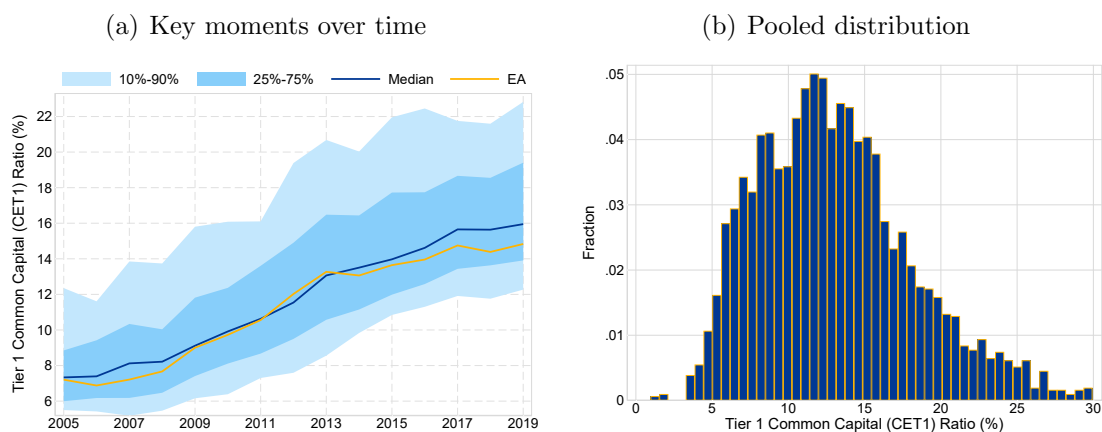 (a) Key moments over time
10%-90% 25%-75% Median EA
Tier 1 Common Capital (CET1) Ratio (%)
22
20
18
16
14
12
10
8
6
2005 2007 2009 2011 2013 2015 2017 2019
(b) Pooled distribution
Fraction
.05
.04
.03
.02
.01
0
0 5 10 15 20 25 30
Tier 1 Common Capital (CET1) Ratio (%)